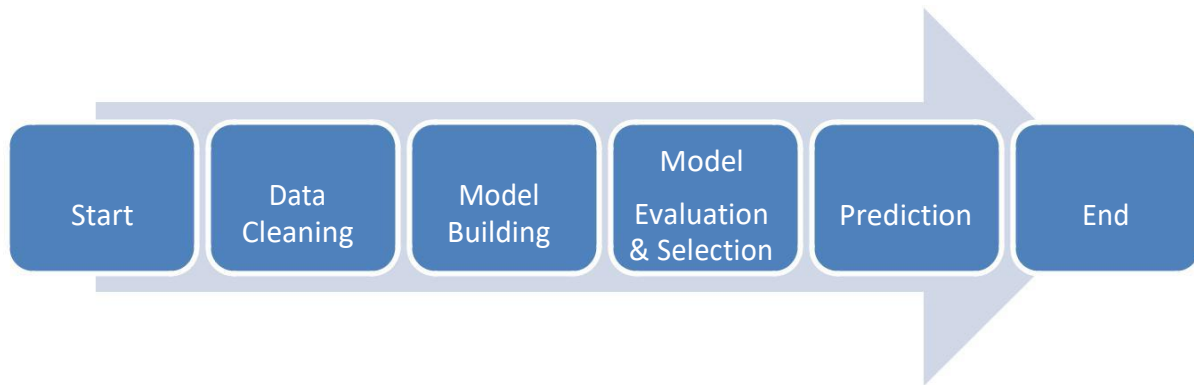 Start
Data
Cleaning
Model
Building
Model
Evaluation
& Selection
Prediction
End